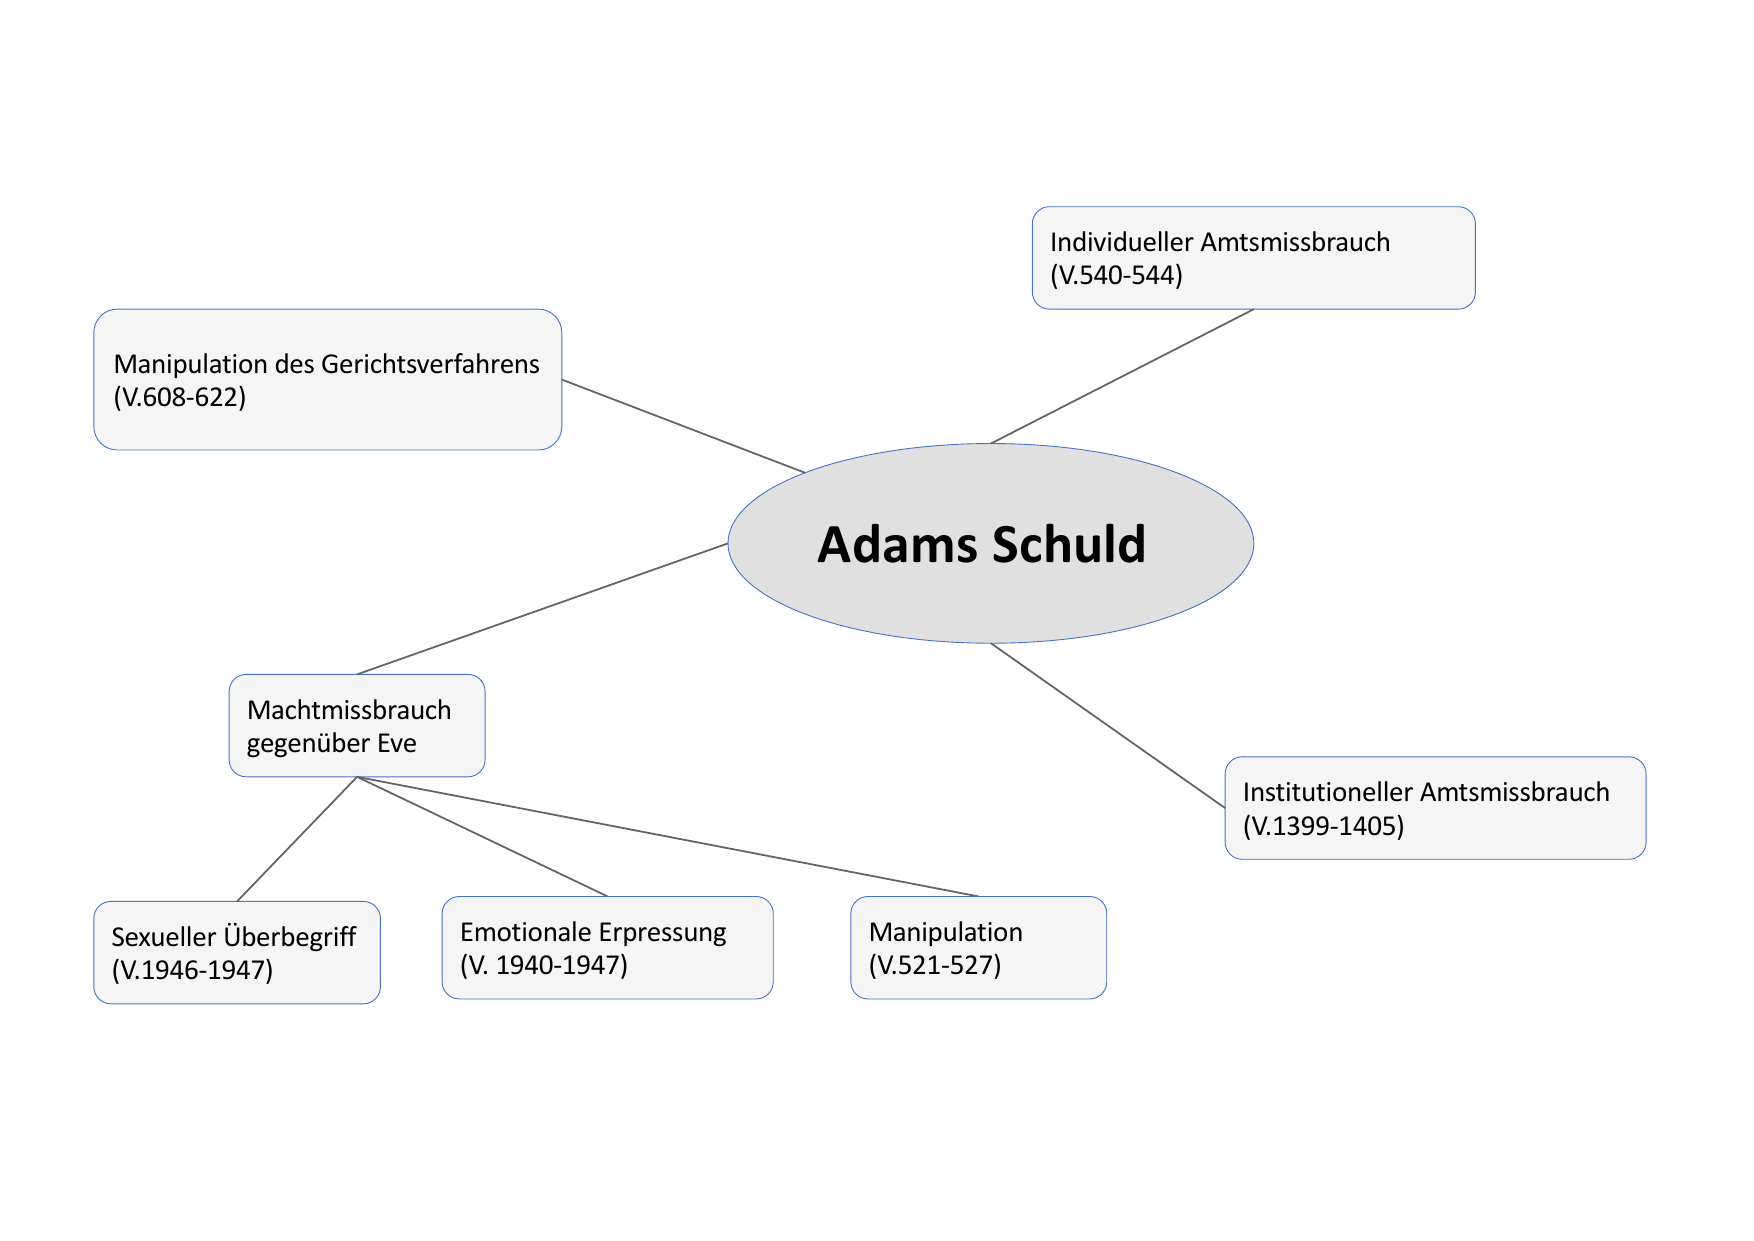 Individueller Amtsmissbrauch
(V.540-544)
Manipulation des Gerichtsverfahrens
(V.608-622)
Adams Schuld
Machtmissbrauch
gegenüber Eve
Institutioneller Amtsmissbrauch
(V.1399-1405)
Sexueller Überbegriff
(V.1946-1947)
Emotionale Erpressung
(V. 1940-1947)
Manipulation
(V.521-527)